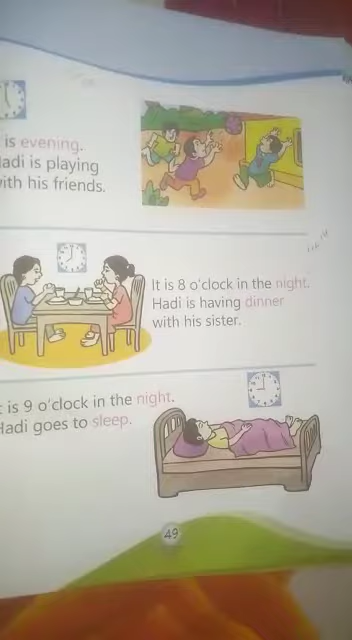 is evening.
adi is playing
with his friends.
It is 8 o'clock in the night.
Hadi is having dinner
with his sister.
is 9 o'clock in the night.
Hadi goes to sleep.
49